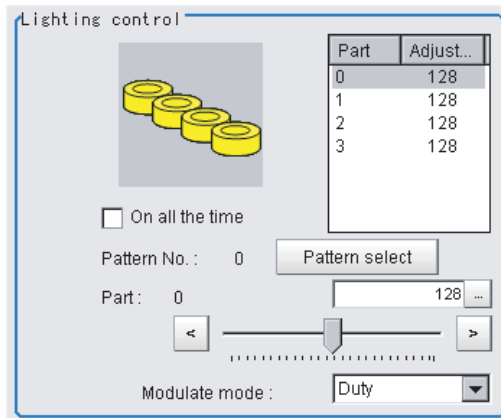 Lighting control
Part Adjust...
0 128
1 128
2 128
3 128
On all the time
Pattern No. : 0 Pattern select
Part : 0 128 ...
< >
Modulate mode : Duty